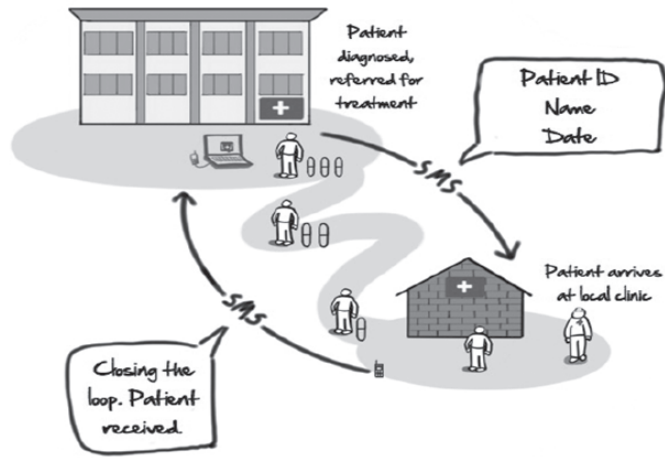 Patient
diagnosed,
referred for
treatment
Patient ID
Name
Date
SMS
Patient arrives
at local clinic
SMS
Closing the
loop. Patient
received.